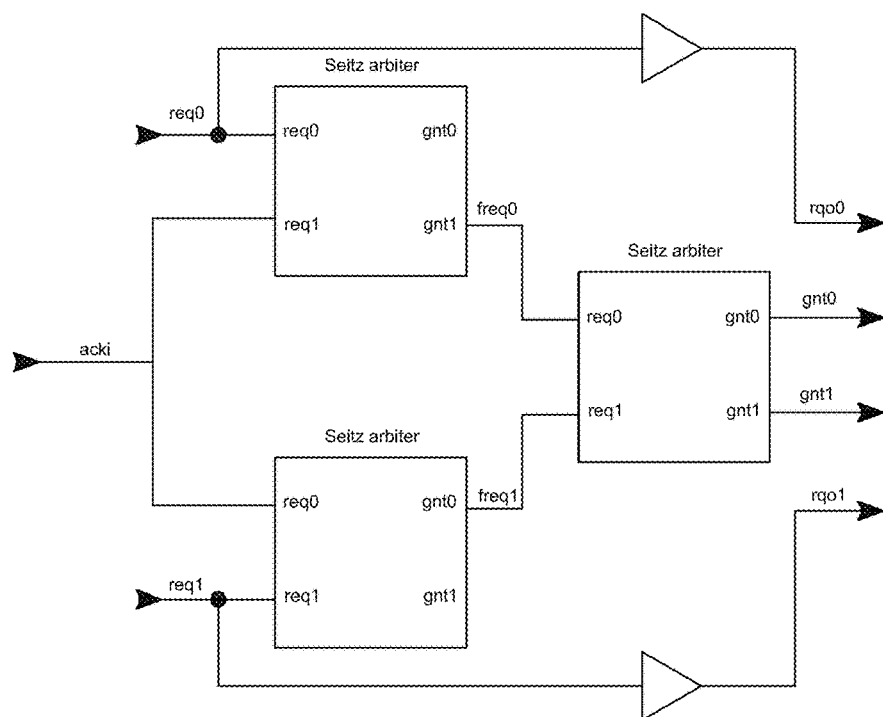 Seitz arbiter
req0
req0
gnt0
req1
gnt1
freq0
rqo0
Seitz arbiter
req0
gnt0
gnt0
acki
req1
gnt1
gnt1
Seitz arbiter
req0
gnt0
freq1
rqo1
req1
req1
gnt1